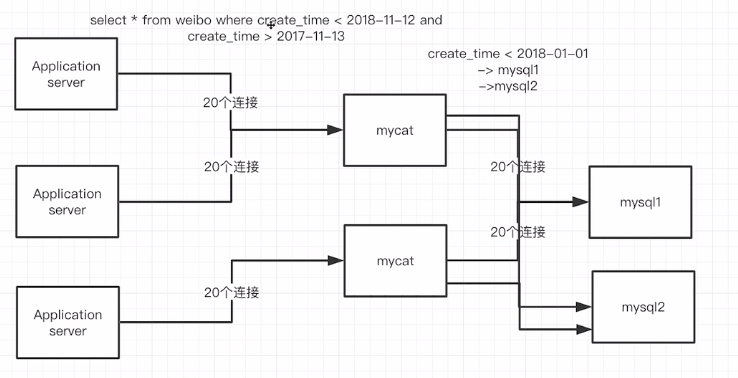 select * from weibo where create_time < 2018-11-12 and
create_time > 2017-11-13
create_time < 2018-01-01
-> mysql1
->mysql2
Application
server
20个连接
mycat
20个连接
20个连接
Application
server
mysql1
20个连接
mycat
20个连接
Application
server
mysql2